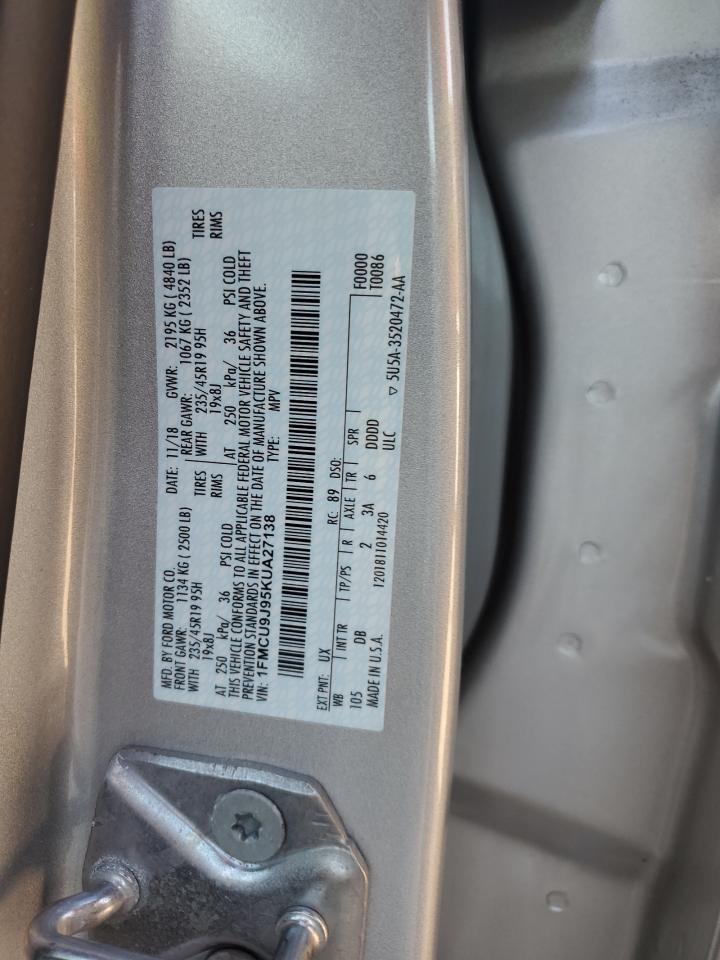 MFD. BY FORD MOTOR CO. DATE: 11/18 GVWR: 2195 KG ( 4840 LB)
FRONT GAWR: 1134 KG ( 2500 LB) REAR GAWR: 1067 KG ( 2352 LB)
WITH 235/45R19 95H TIRES WITH 235/45R19 95H TIRES
19x8J RIMS 19x8J RIMS
AT 250 kPa/ 36 PSI COLD AT 250 kPa/ 36 PSI COLD
THIS VEHICLE CONFORMS TO ALL APPLICABLE FEDERAL MOTOR VEHICLE SAFETY AND THEFT
PREVENTION STANDARDS IN EFFECT ON THE DATE OF MANUFACTURE SHOWN ABOVE.
VIN: 1FMCU9J95KUA27138 TYPE: MPV
EXT PNT: UX RC: 89 DSO: F0000
WB INT TR TP/PS R AXLE TR SPR T0086
105 DB 2 3A 6 DDDD
MADE IN U.S.A. 1201811014420 ULC ▽ 5U5A-3520472-AA